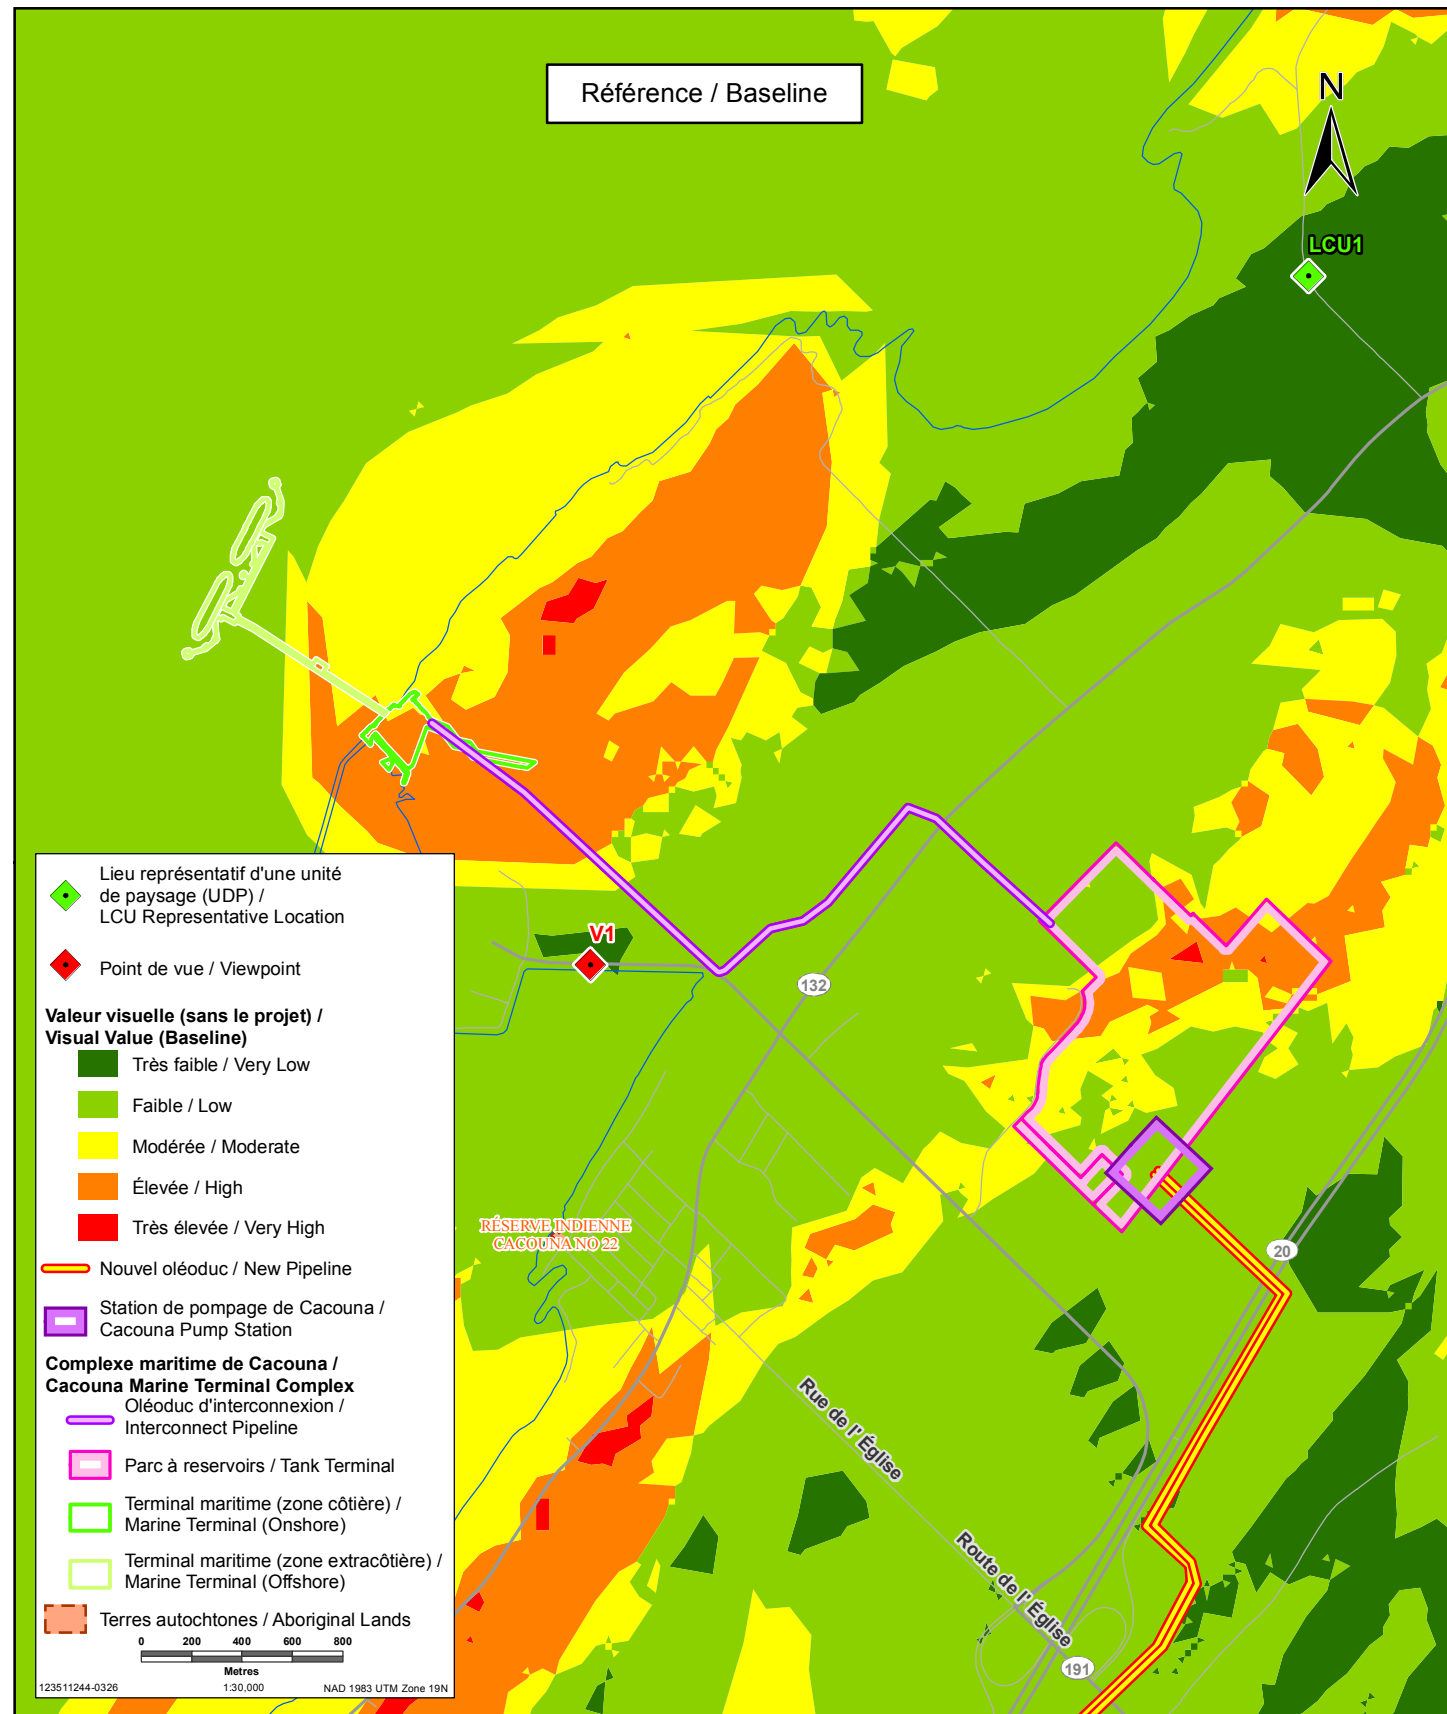 Référence / Baseline
N
LCU1
V1
132
20
RÉSERVE INDIENNE
CACOUNA NO 22
Rue de l' Église
Route de l' Église
191
Lieu représentatif d'une unité
de paysage (UDP) /
LCU Representative Location
Point de vue / Viewpoint
Valeur visuelle (sans le projet) /
Visual Value (Baseline)
Très faible / Very Low
Faible / Low
Modérée / Moderate
Élevée / High
Très élevée / Very High
Nouvel oléoduc / New Pipeline
Station de pompage de Cacouna /
Cacouna Pump Station
Complexe maritime de Cacouna /
Cacouna Marine Terminal Complex
Oléoduc d'interconnexion /
Interconnect Pipeline
Parc à reservoirs / Tank Terminal
Terminal maritime (zone côtière) /
Marine Terminal (Onshore)
Terminal maritime (zone extracôtière) /
Marine Terminal (Offshore)
Terres autochtones / Aboriginal Lands
0 200 400 600 800
Metres
123511244-0326 1:30,000 NAD 1983 UTM Zone 19N